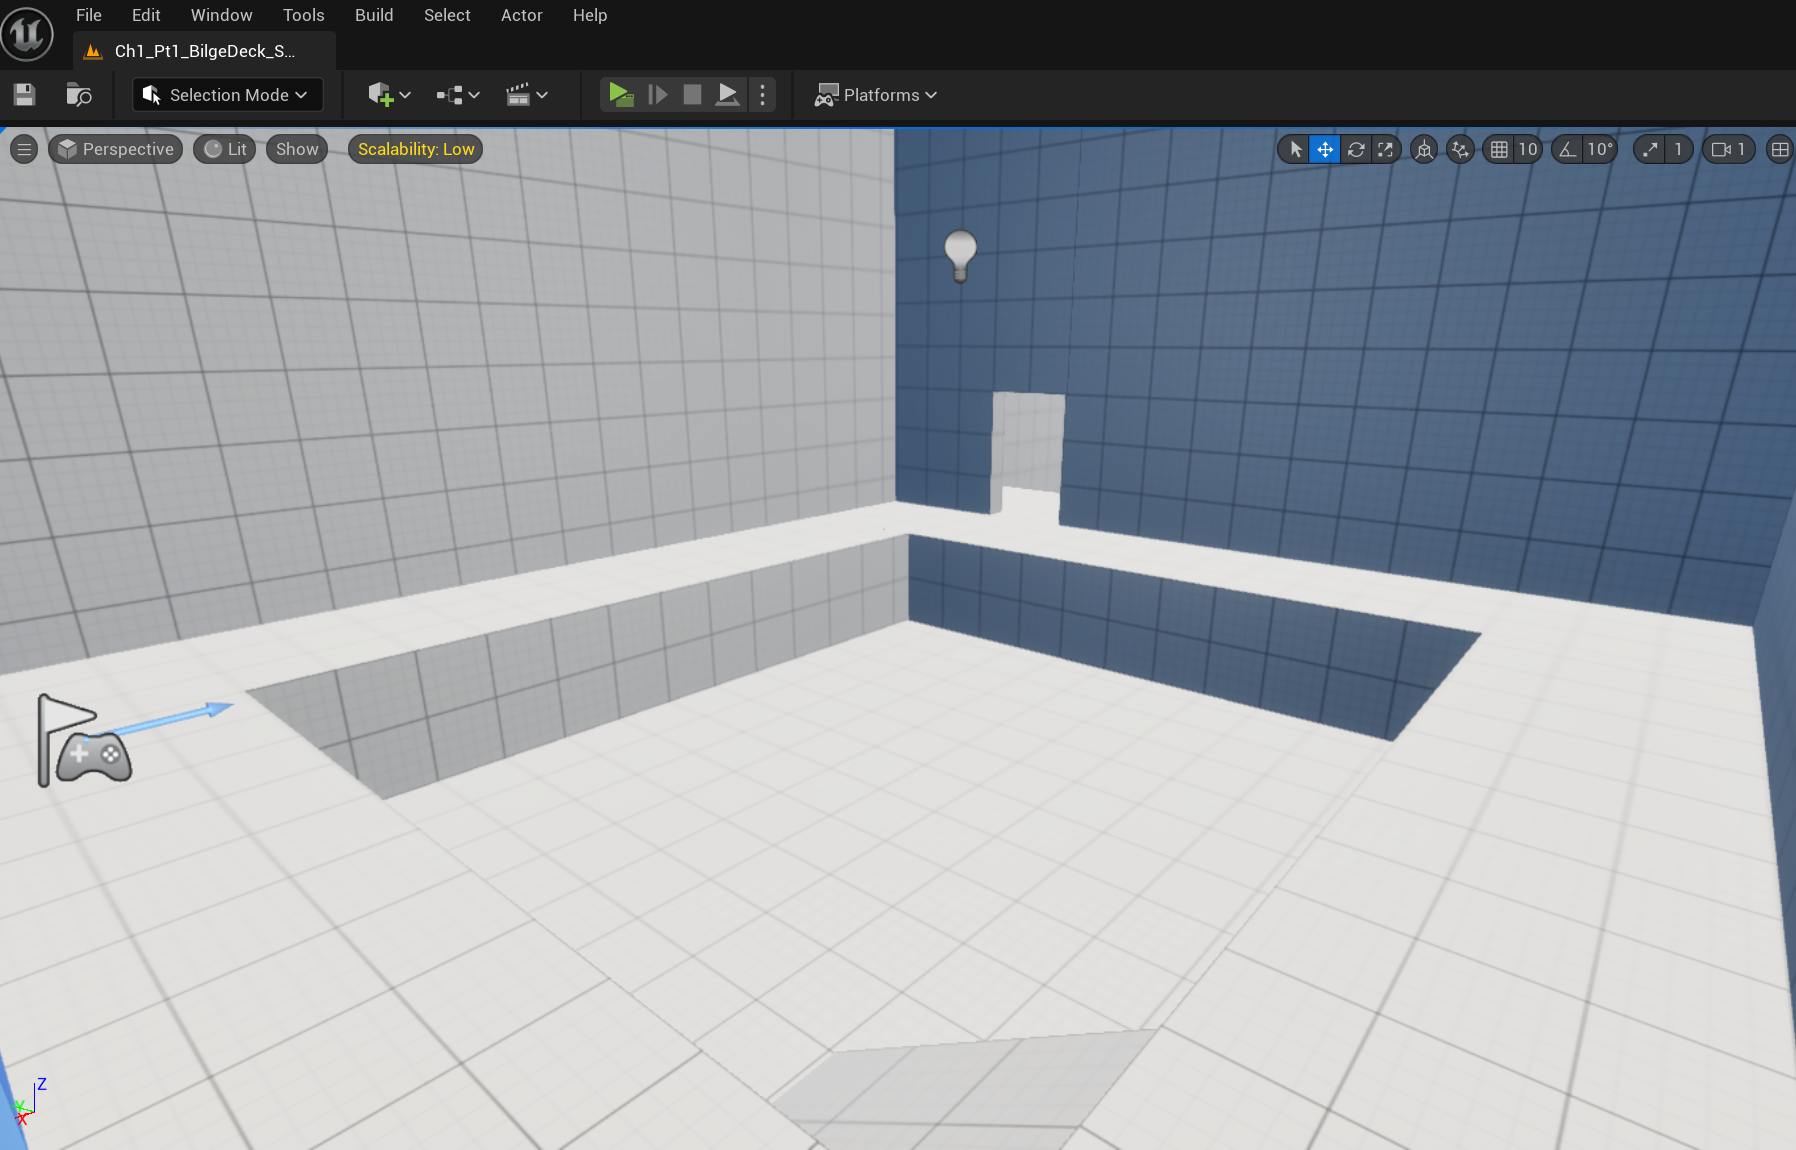 File Edit Window Tools Build Select Actor Help
Ch1_Pt1_BilgeDeck_S...
Selection Mode Platforms
Perspective Lit Show Scalability: Low 10 10° 1 1
Z
Y
X